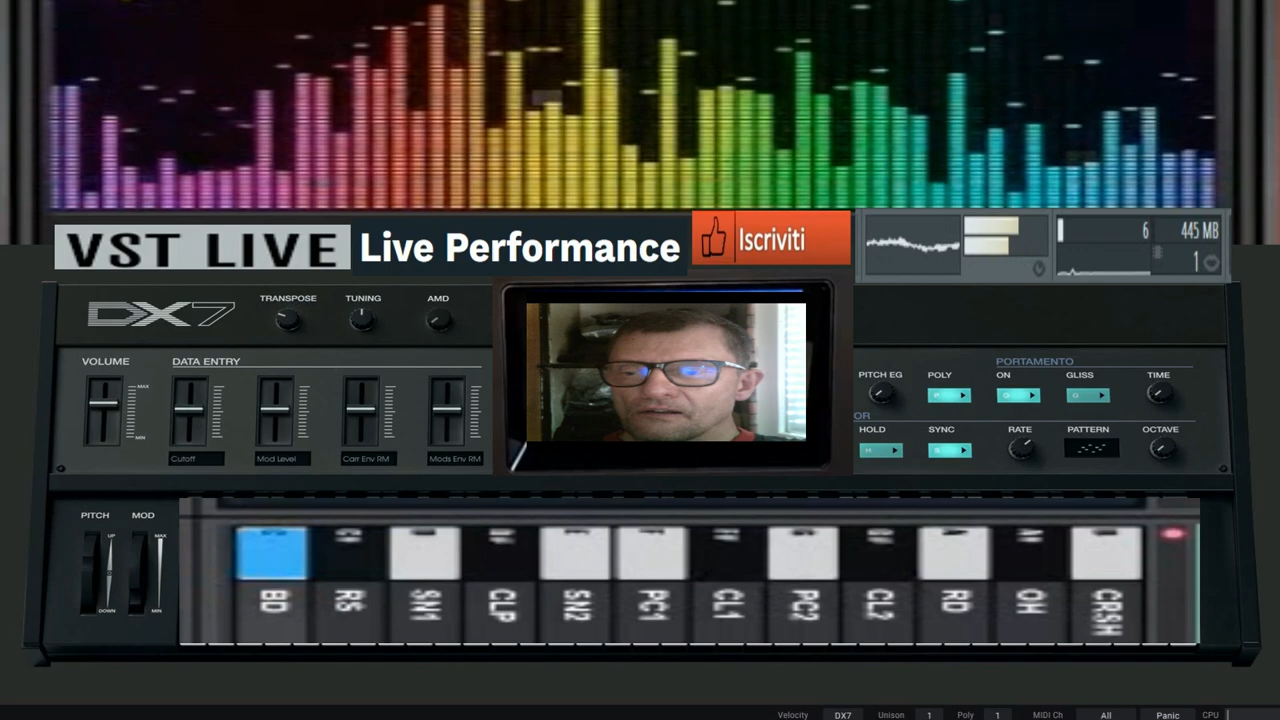 VST LIVE
Live Performance
Iscriviti
6
445 MB
1
DX7
TRANSPOSE
TUNING
AMD
VOLUME
DATA ENTRY
MAX
MIN
Cutoff
Mod Level
Carr Env RM
Mods Env RM
PORTAMENTO
PITCH EG
POLY
ON
GLISS
TIME
OR
HOLD
SYNC
RATE
PATTERN
OCTAVE
PITCH
MOD
UP
DOWN
MAX
MIN
BD
RS
SN1
CLP
SN2
PC1
CL1
PC2
CL2
RD
OH
CRSH
Velocity DX7 Unison 1 Poly 1 MIDI Ch All Panic CPU